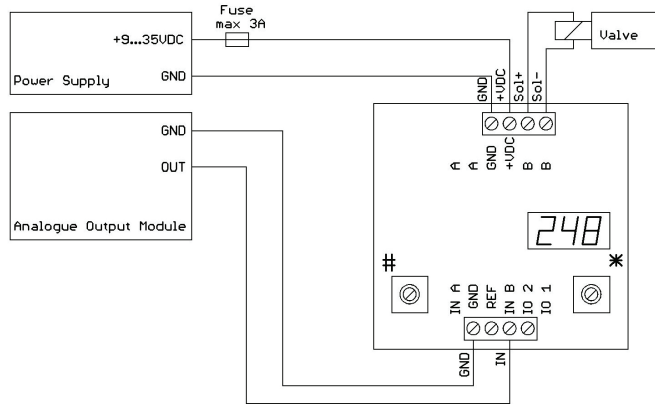 Fuse
max 3A
+9...35VDC
GND
Power Supply
Valve
GND
+VDC
Sol+
Sol-
GND
OUT
Analogue Output Module
A
A
GND
+VDC
B
B
248
#
*
IN A
GND
REF
IN B
IO 2
IO 1
GND
IN